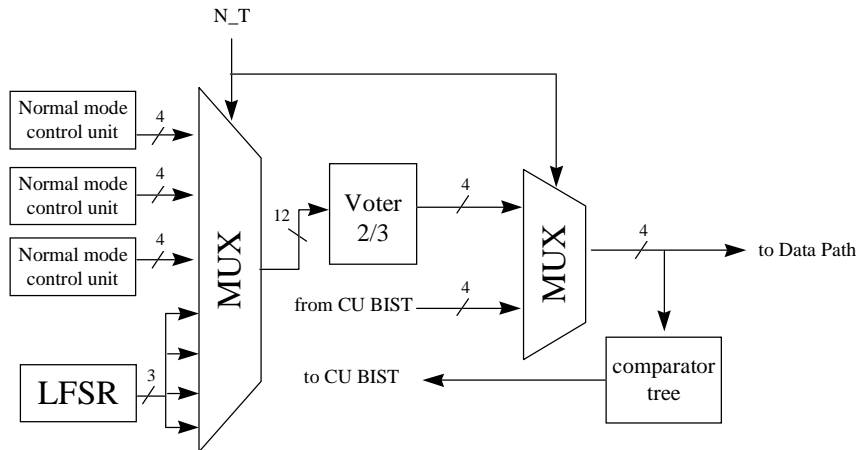 N_T
Normal mode
control unit
4
Normal mode
control unit
4
Normal mode
control unit
4
LFSR
3
MUX
12
Voter
2/3
4
from CU BIST
4
MUX
4
to Data Path
to CU BIST
comparator
tree